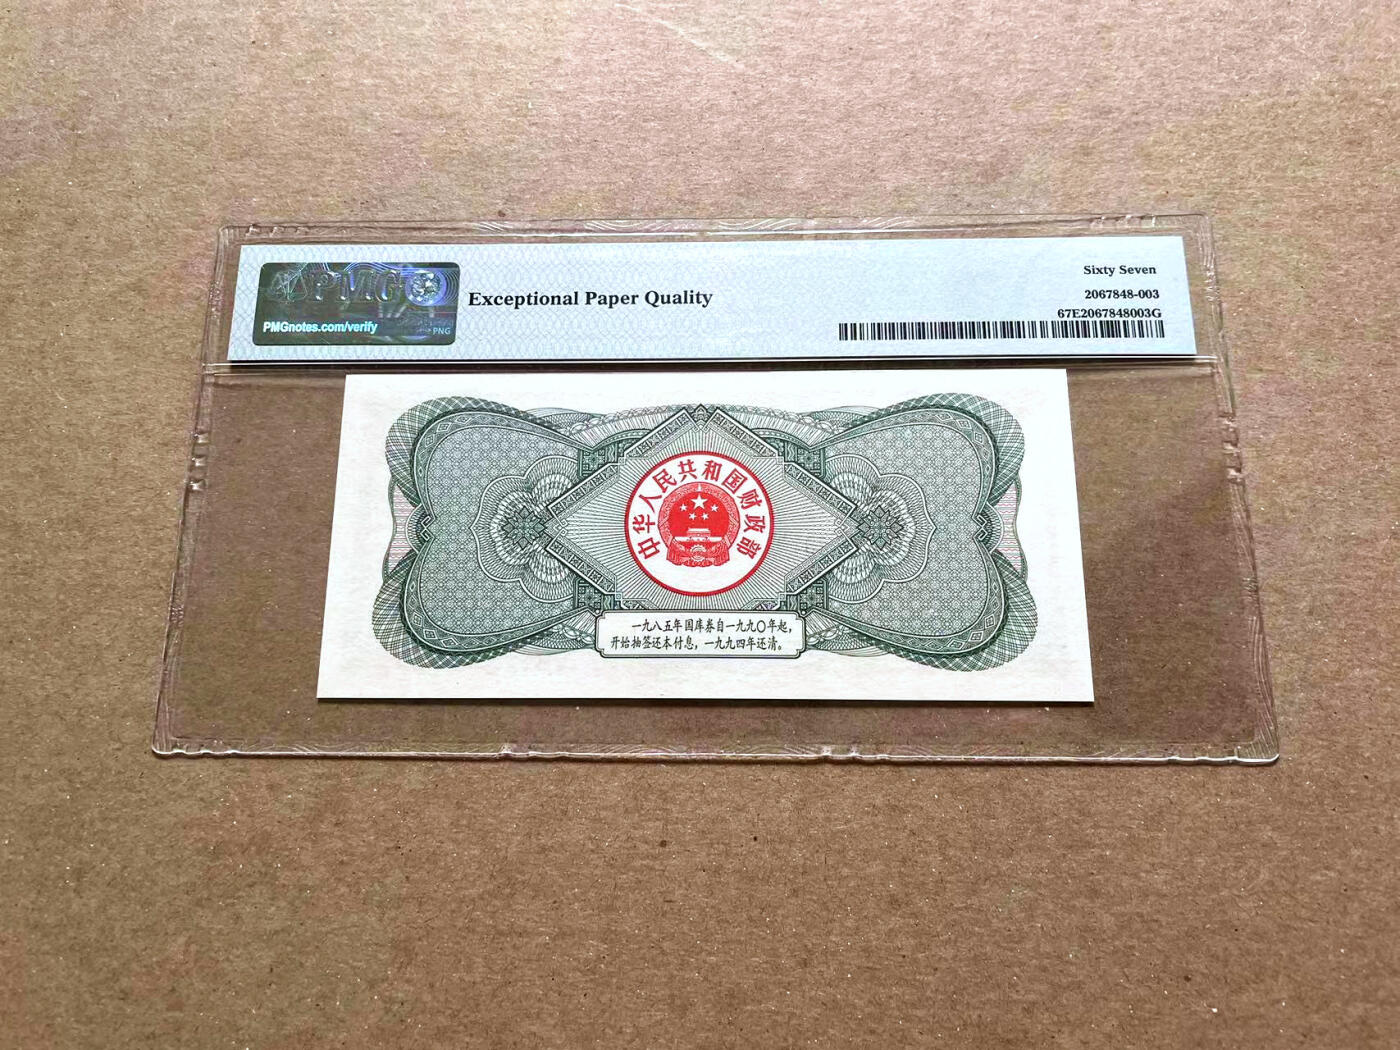 PMG
PMGnotes.com/verify
PNG
Exceptional Paper Quality
Sixty Seven
2067848-003
67E2067848003G
中华人民共和国财政部
一九八五年国库券自一九九〇年起，
开始抽签还本付息，一九九四年还清。